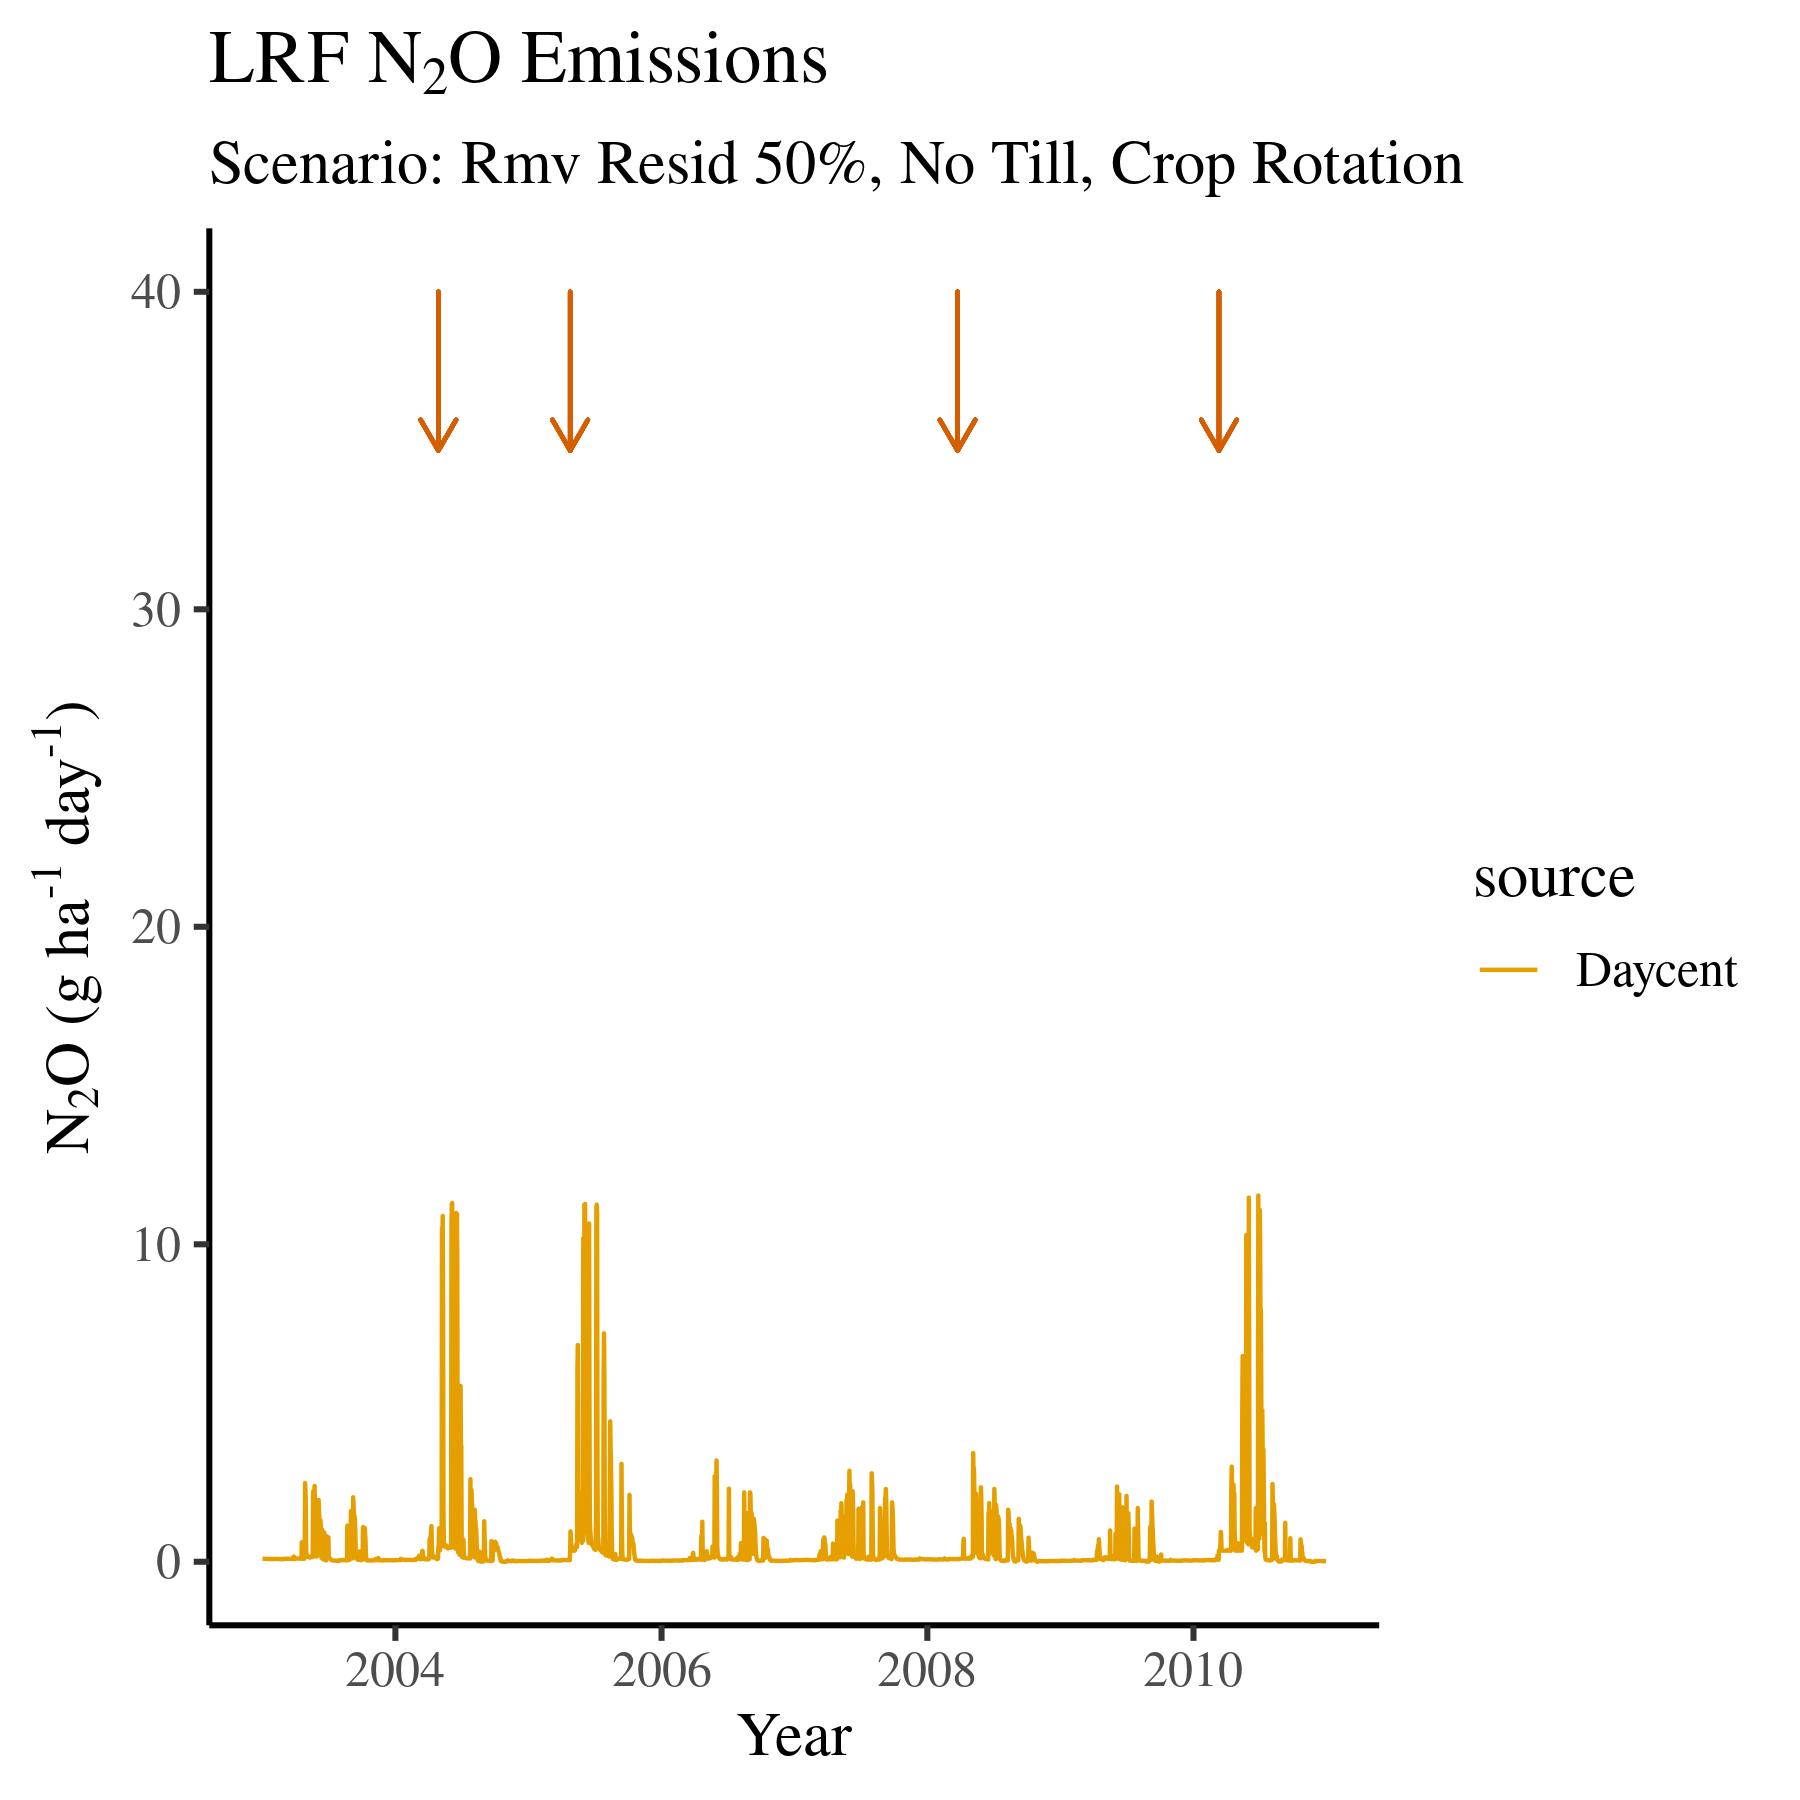 LRF N₂O Emissions
Scenario: Rmv Resid 50%, No Till, Crop Rotation
N₂O (g ha⁻¹ day⁻¹)
40
30
20
10
0
2004 2006 2008 2010
Year
source
Daycent